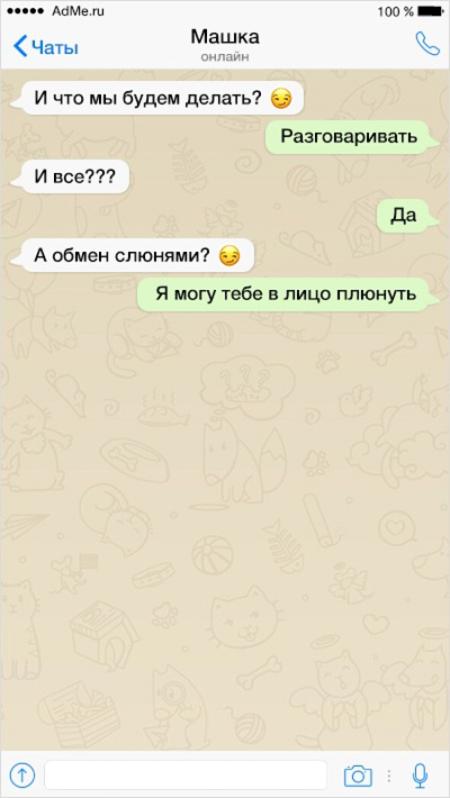 AdMe.ru
100 %
Чаты
Машка
онлайн
И что мы будем делать? 😏
Разговаривать
И все???
Да
А обмен слюнями? 😏
Я могу тебе в лицо плюнуть